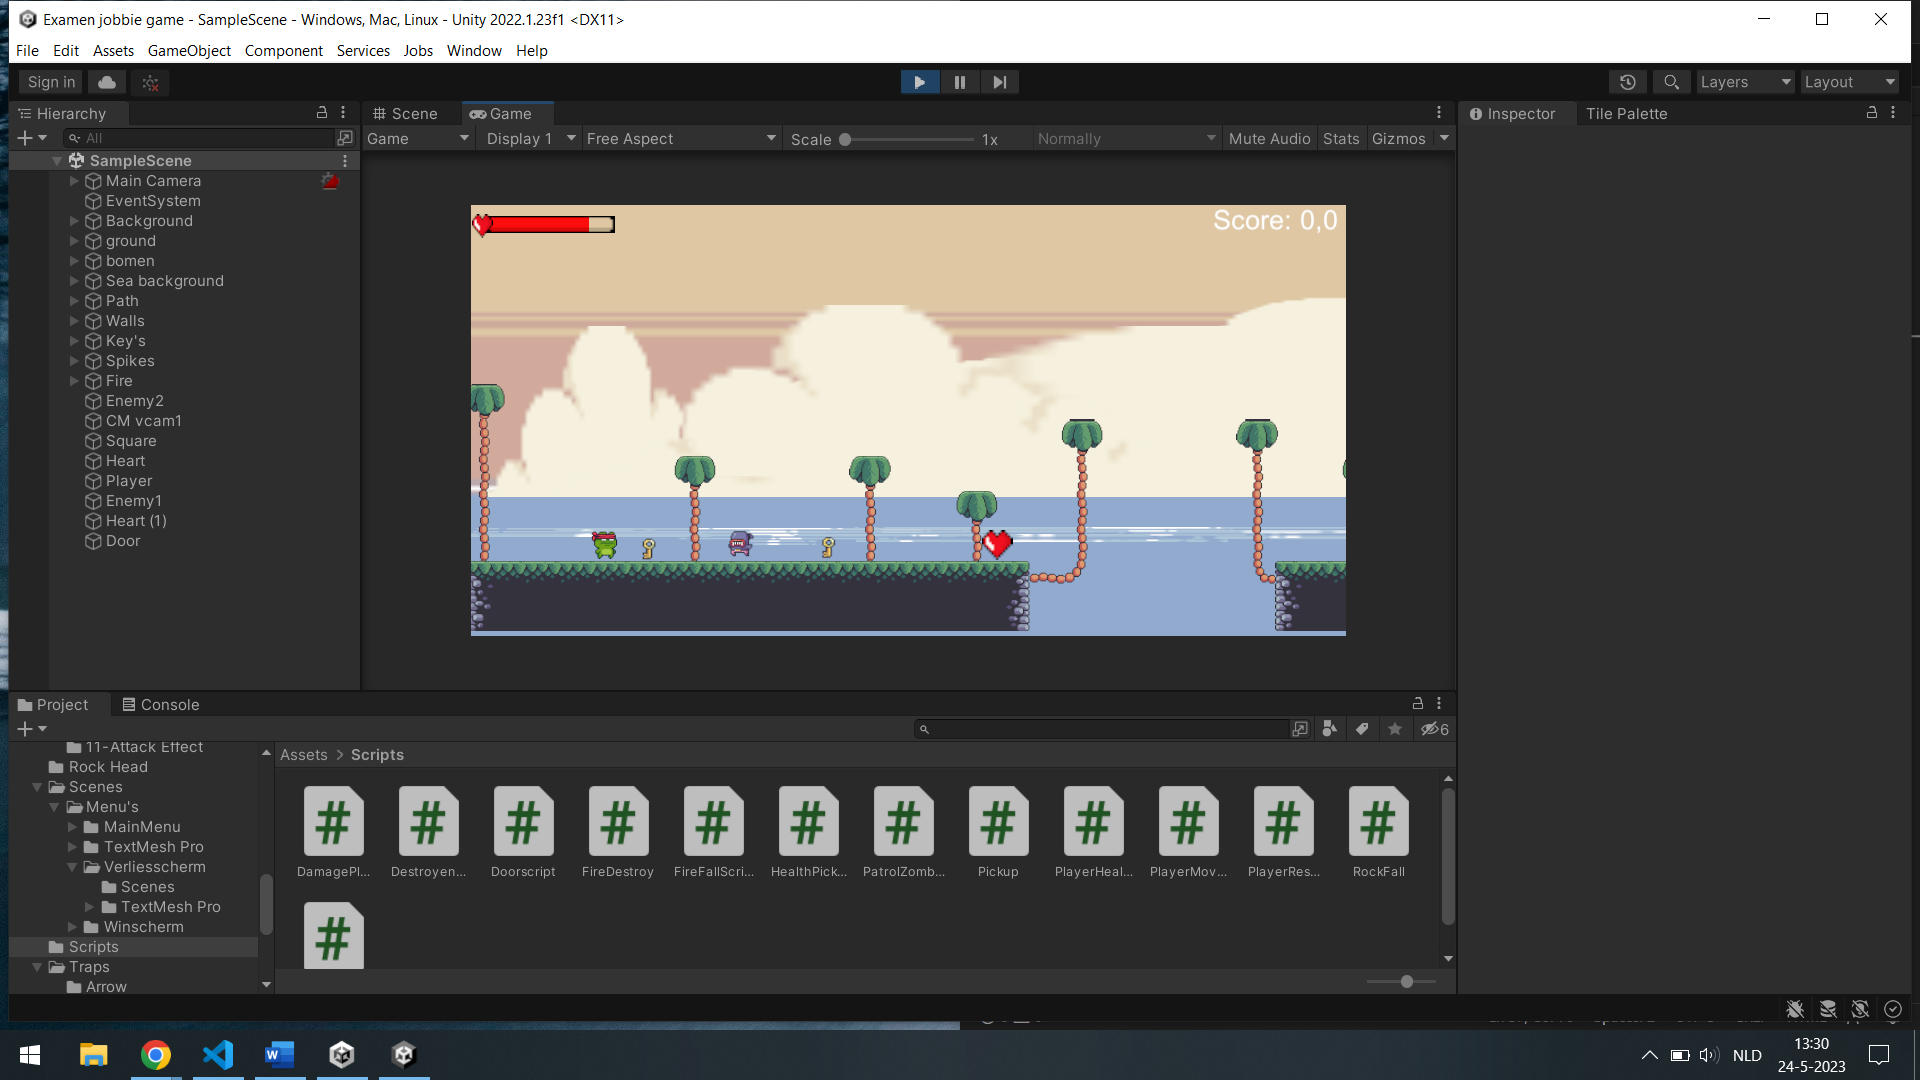 Examen jobbie game - SampleScene - Windows, Mac, Linux - Unity 2022.1.23f1 <DX11>
File Edit Assets GameObject Component Services Jobs Window Help
Sign in
Layers Layout
Hierarchy
All
SampleScene
Main Camera
EventSystem
Background
ground
bomen
Sea background
Path
Walls
Key's
Spikes
Fire
Enemy2
CM vcam1
Square
Heart
Player
Enemy1
Heart (1)
Door
Scene Game
Game Display 1 Free Aspect Scale 1x Normally Mute Audio Stats Gizmos
Score: 0,0
Inspector Tile Palette
Project Console
6
11-Attack Effect
Rock Head
Scenes
Menu's
MainMenu
TextMesh Pro
Verliesscherm
Scenes
TextMesh Pro
Winscherm
Scripts
Traps
Arrow
Assets > Scripts
DamagePl... Destroyen... Doorscript FireDestroy FireFallScri... HealthPick... PatrolZomb... Pickup PlayerHeal... PlayerMov... PlayerRes... RockFall
NLD
13:30
24-5-2023